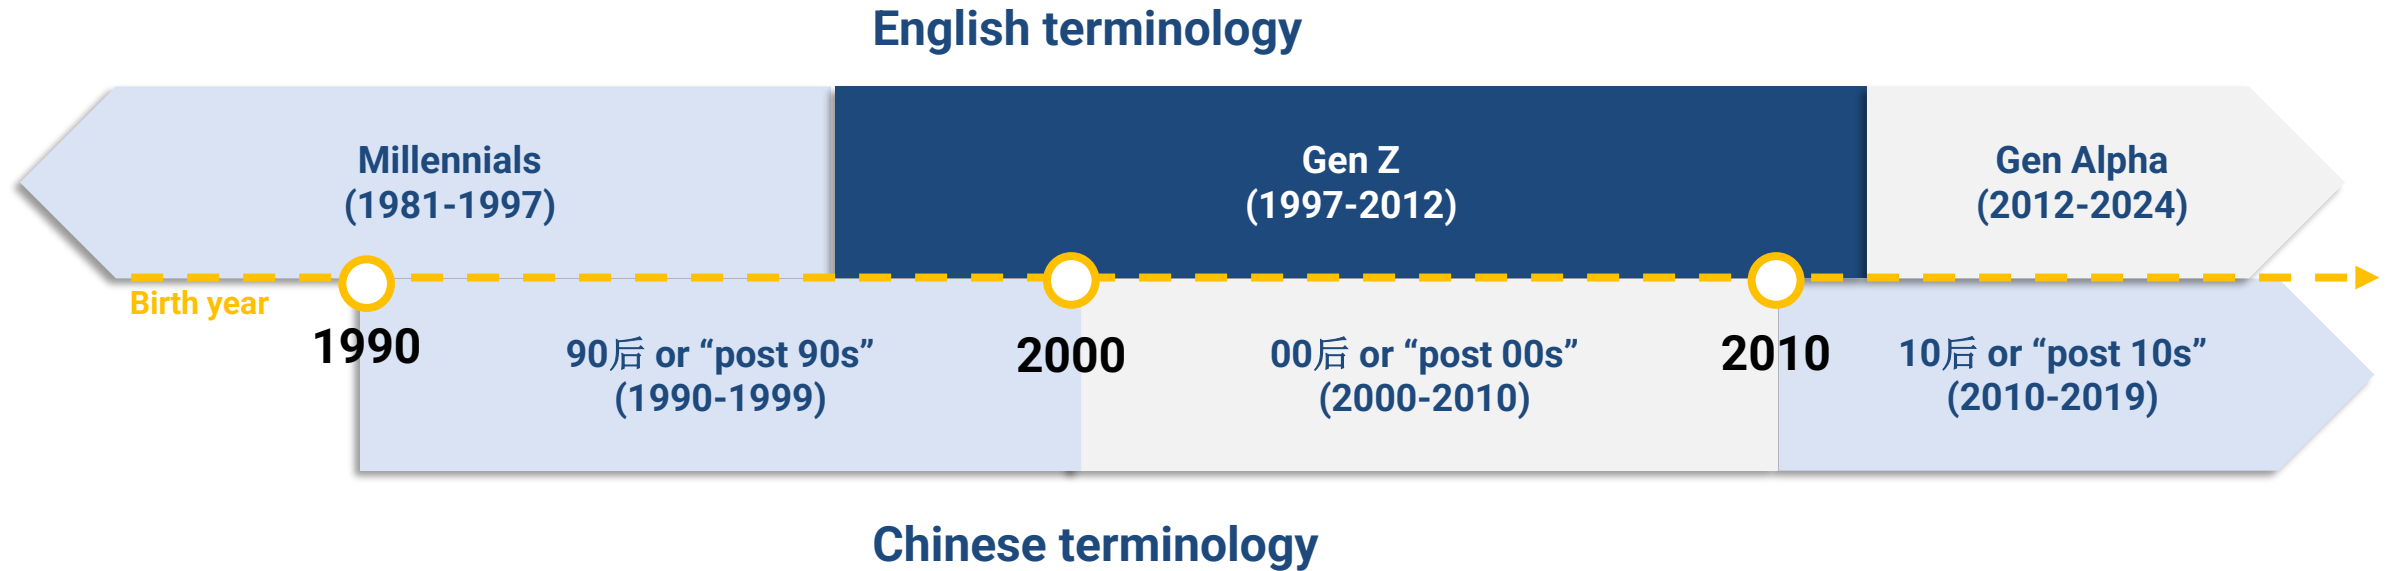 English terminology
Millennials
(1981-1997)
Gen Z
(1997-2012)
Gen Alpha
(2012-2024)
Birth year
1990
90后 or “post 90s”
(1990-1999)
2000
00后 or “post 00s”
(2000-2010)
2010
10后 or “post 10s”
(2010-2019)
Chinese terminology